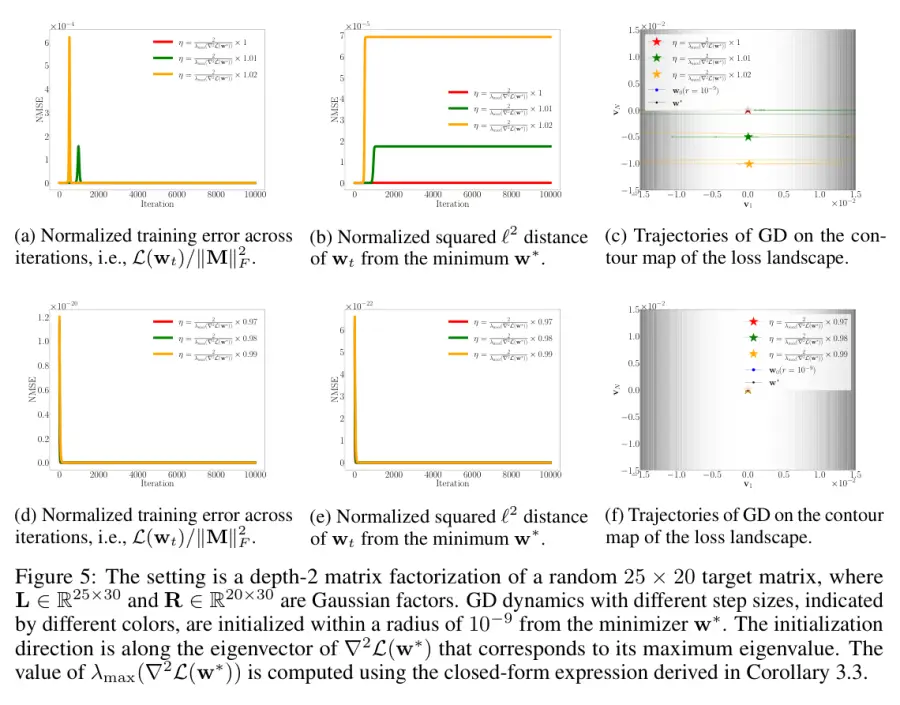 ×10⁻⁴
6
5
4
3
2
1
0
NMSE
0 2000 4000 6000 8000 10000
Iteration
η = 2/λmax(∇²L(w*)) × 1
η = 2/λmax(∇²L(w*)) × 1.01
η = 2/λmax(∇²L(w*)) × 1.02
×10⁻⁵
7
6
5
4
3
2
1
0
NMSE
0 2000 4000 6000 8000 10000
Iteration
η = 2/λmax(∇²L(w*)) × 1
η = 2/λmax(∇²L(w*)) × 1.01
η = 2/λmax(∇²L(w*)) × 1.02
×10⁻²
1.5
1.0
0.5
0.0
−0.5
−1.0
−1.5
v_N
−1.5 −1.0 −0.5 0.0 0.5 1.0 1.5
v₁
×10⁻²
η = 2/λmax(∇²L(w*)) × 1
η = 2/λmax(∇²L(w*)) × 1.01
η = 2/λmax(∇²L(w*)) × 1.02
w₀(r = 10⁻⁹)
w*
(a) Normalized training error across
iterations, i.e., L(w_t)/‖M‖²_F.
(b) Normalized squared ℓ² distance
of w_t from the minimum w*.
(c) Trajectories of GD on the con-
tour map of the loss landscape.
×10⁻²⁰
1.2
1.0
0.8
0.6
0.4
0.2
0.0
NMSE
0 2000 4000 6000 8000 10000
Iteration
η = 2/λmax(∇²L(w*)) × 0.97
η = 2/λmax(∇²L(w*)) × 0.98
η = 2/λmax(∇²L(w*)) × 0.99
×10⁻²²
6
5
4
3
2
1
0
NMSE
0 2000 4000 6000 8000 10000
Iteration
η = 2/λmax(∇²L(w*)) × 0.97
η = 2/λmax(∇²L(w*)) × 0.98
η = 2/λmax(∇²L(w*)) × 0.99
×10⁻²
1.5
1.0
0.5
0.0
−0.5
−1.0
−1.5
v_N
−1.5 −1.0 −0.5 0.0 0.5 1.0 1.5
v₁
×10⁻²
η = 2/λmax(∇²L(w*)) × 0.97
η = 2/λmax(∇²L(w*)) × 0.98
η = 2/λmax(∇²L(w*)) × 0.99
w₀(r = 10⁻⁹)
w*
(d) Normalized training error across
iterations, i.e., L(w_t)/‖M‖²_F.
(e) Normalized squared ℓ² distance
of w_t from the minimum w*.
(f) Trajectories of GD on the contour
map of the loss landscape.
Figure 5: The setting is a depth-2 matrix factorization of a random 25 × 20 target matrix, where
L ∈ ℝ²⁵ˣ³⁰ and R ∈ ℝ²⁰ˣ³⁰ are Gaussian factors. GD dynamics with different step sizes, indicated
by different colors, are initialized within a radius of 10⁻⁹ from the minimizer w*. The initialization
direction is along the eigenvector of ∇²L(w*) that corresponds to its maximum eigenvalue. The
value of λmax(∇²L(w*)) is computed using the closed-form expression derived in Corollary 3.3.